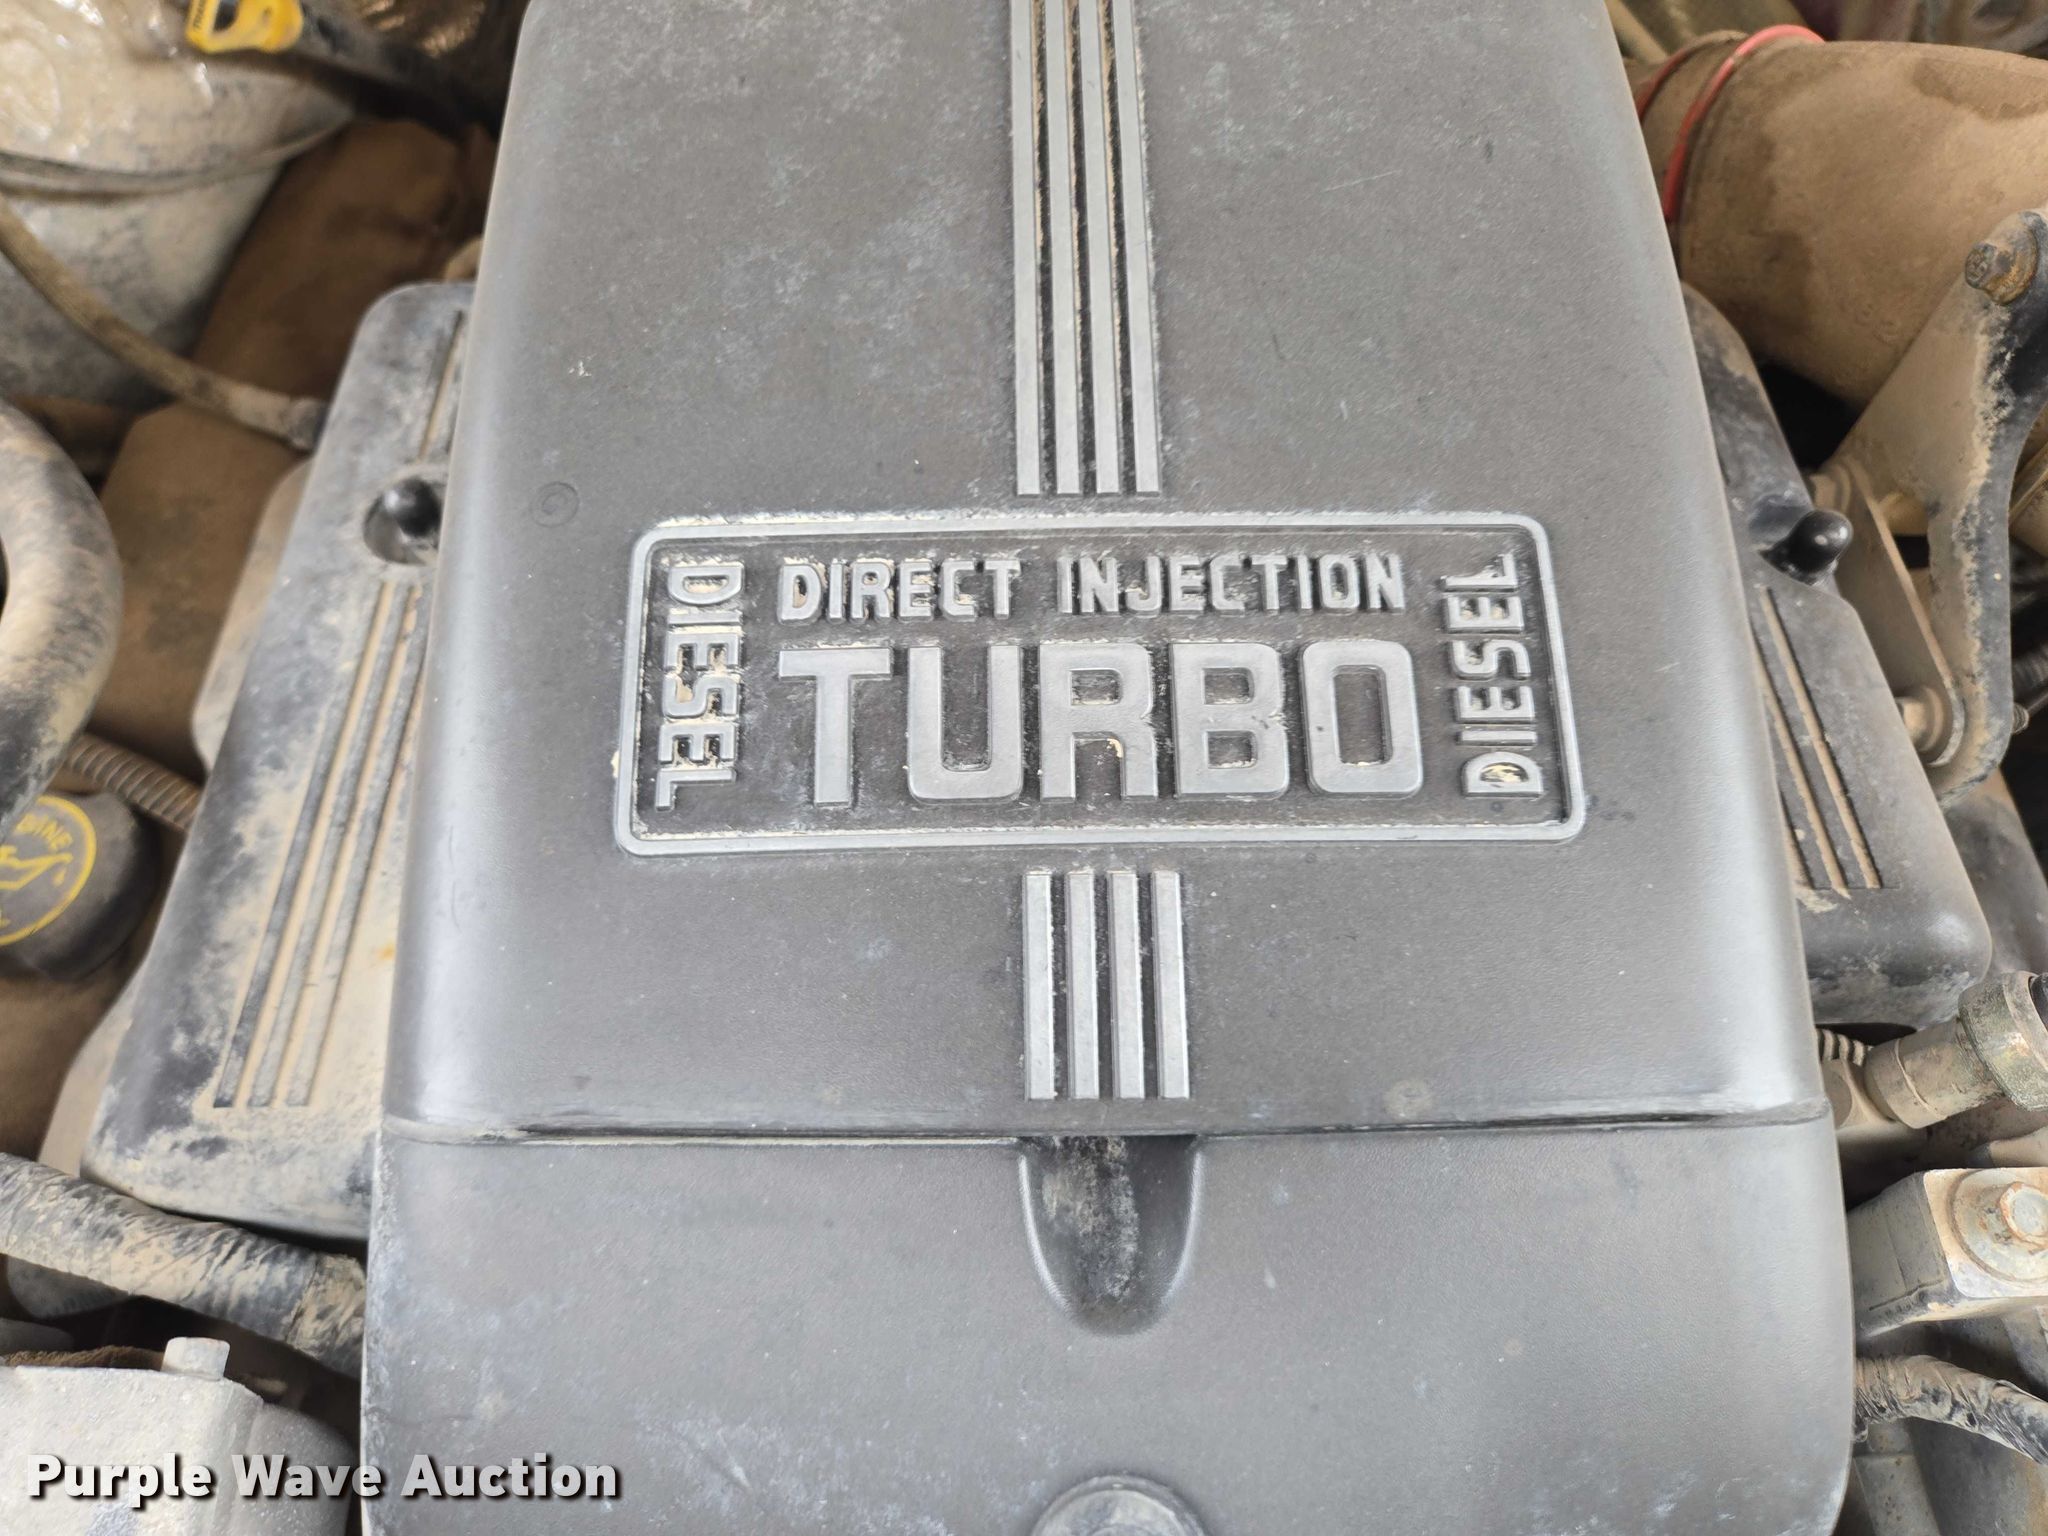 DIRECT INJECTION
DIESEL
TURBO
DIESEL
Purple Wave Auction